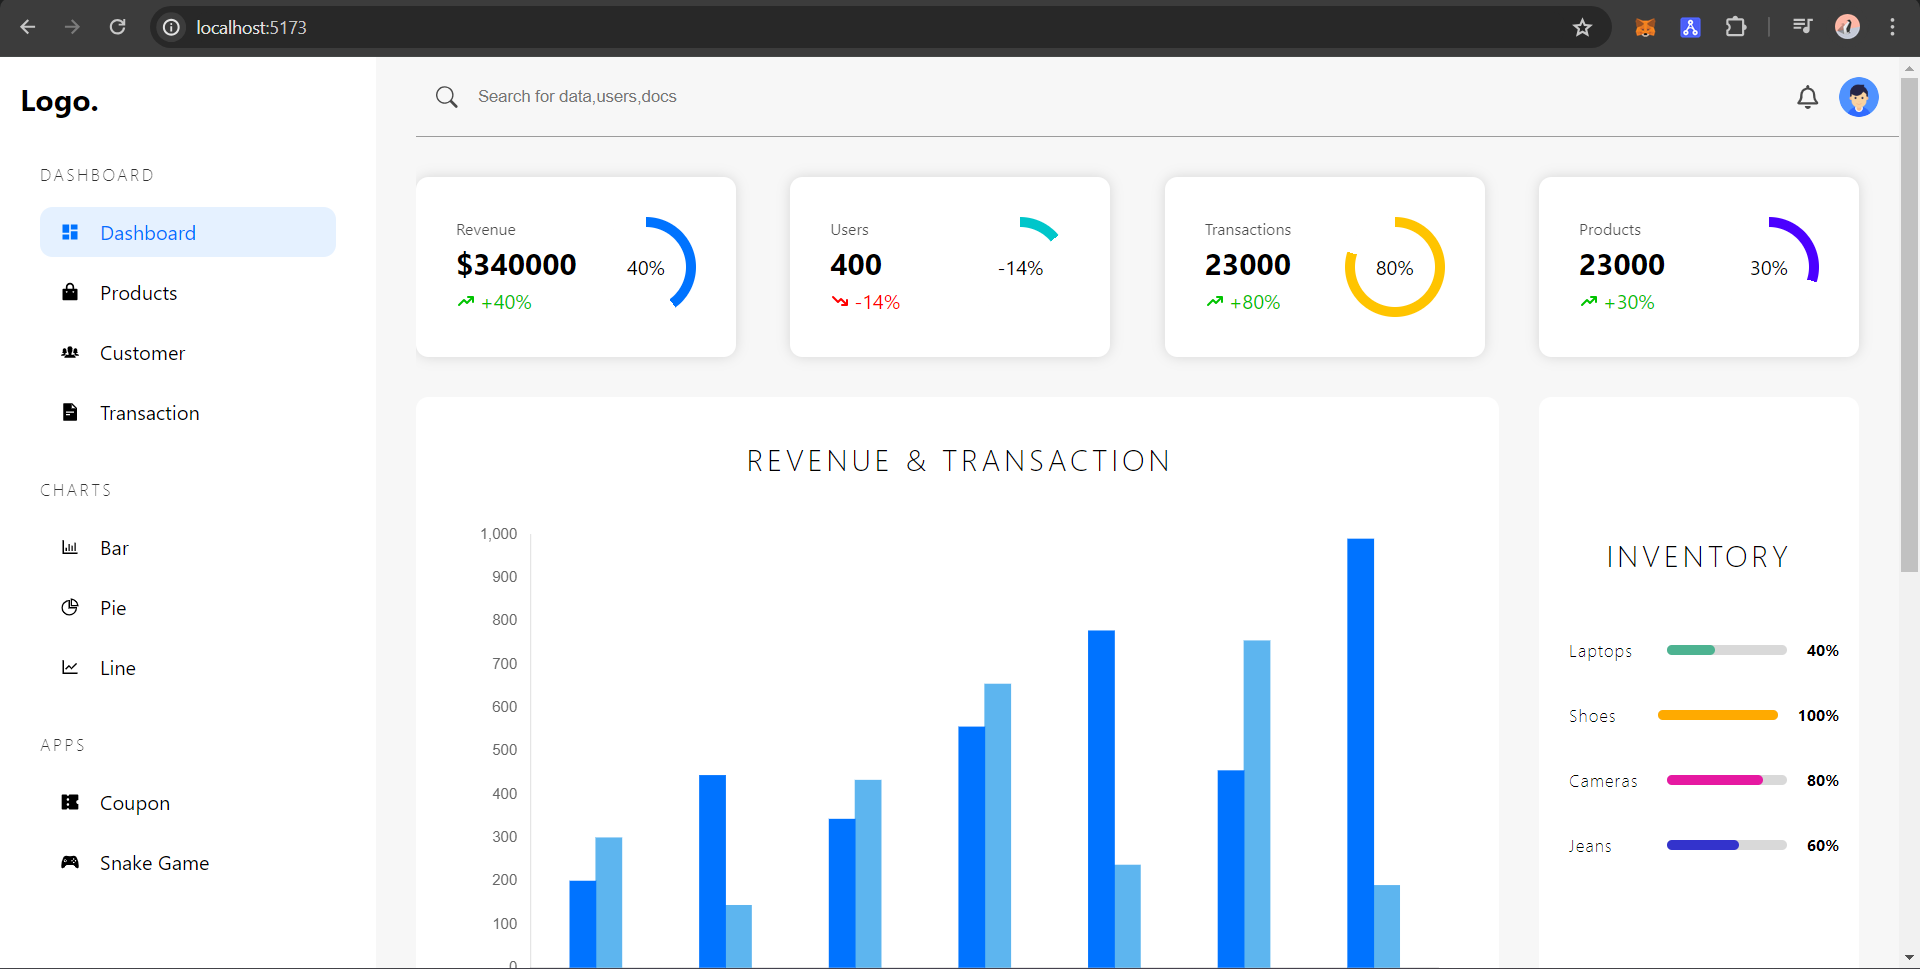 localhost:5173
Logo.
DASHBOARD
Dashboard
Products
Customer
Transaction
CHARTS
Bar
Pie
Line
APPS
Coupon
Snake Game
Search for data,users,docs
Revenue
$340000
+40%
40%
Users
400
-14%
-14%
Transactions
23000
+80%
80%
Products
23000
+30%
30%
REVENUE & TRANSACTION
1,000
900
800
700
600
500
400
300
200
100
0
INVENTORY
Laptops 40%
Shoes 100%
Cameras 80%
Jeans 60%